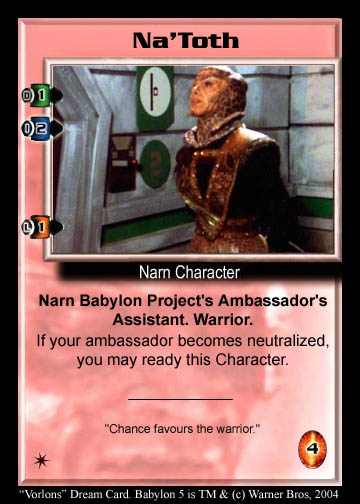 Na'Toth
D 1
D 2
L 1
2
Narn Character
Narn Babylon Project's Ambassador's
Assistant. Warrior.
If your ambassador becomes neutralized,
you may ready this Character.
"Chance favours the warrior."
4
"Vorlons" Dream Card. Babylon 5 is TM & (c) Warner Bros, 2004